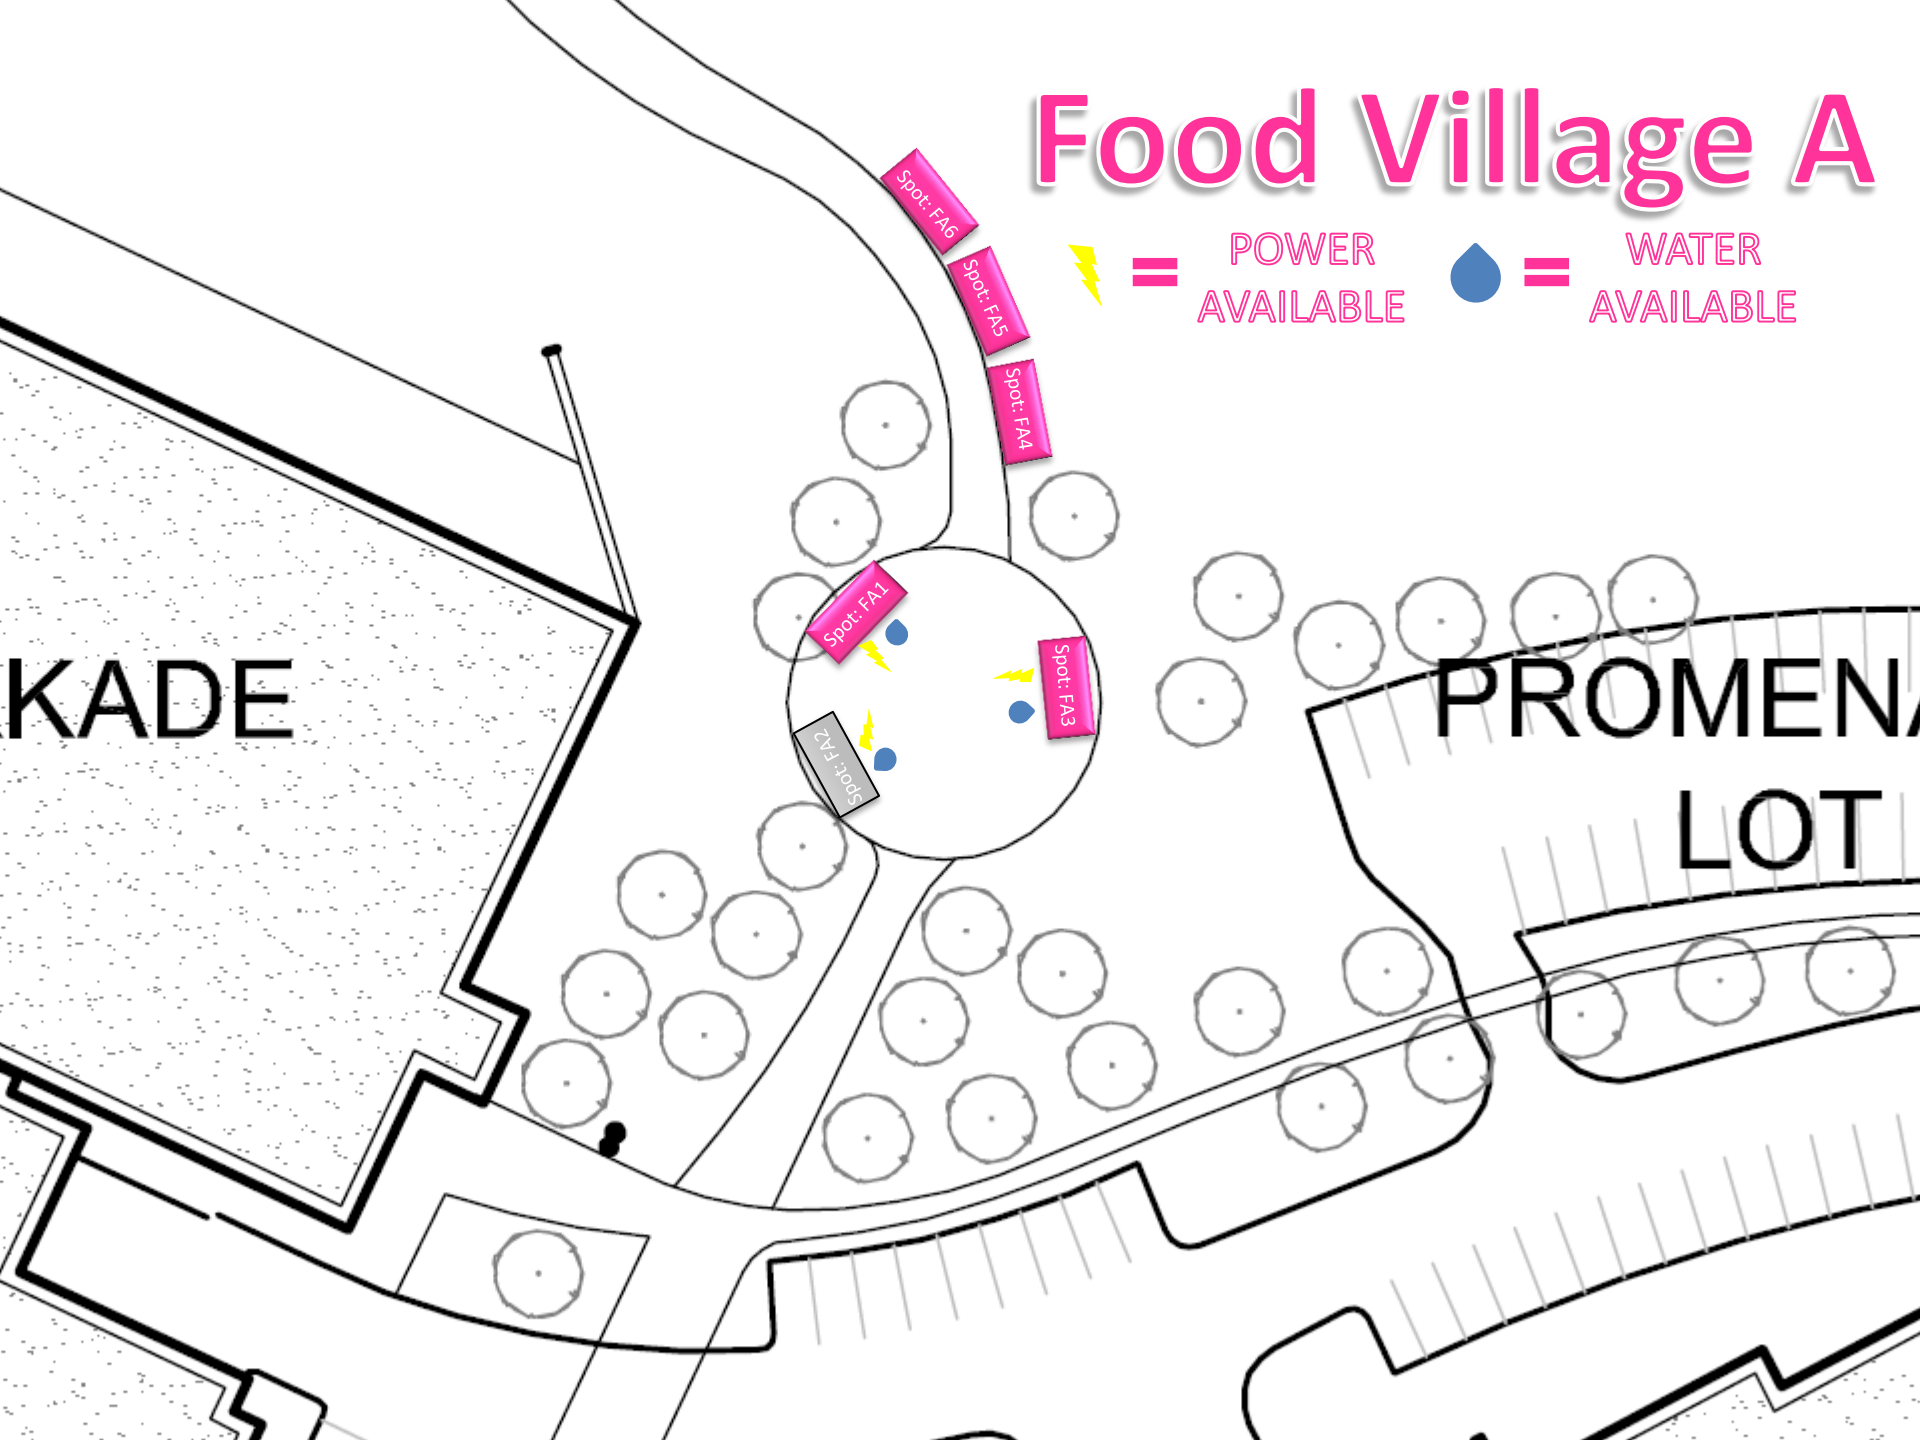 Food Village A
= POWER AVAILABLE
= WATER AVAILABLE
Spot: FA6
Spot: FA5
Spot: FA4
Spot: FA1
Spot: FA3
Spot: FA2
KADE
PROMENA
LOT